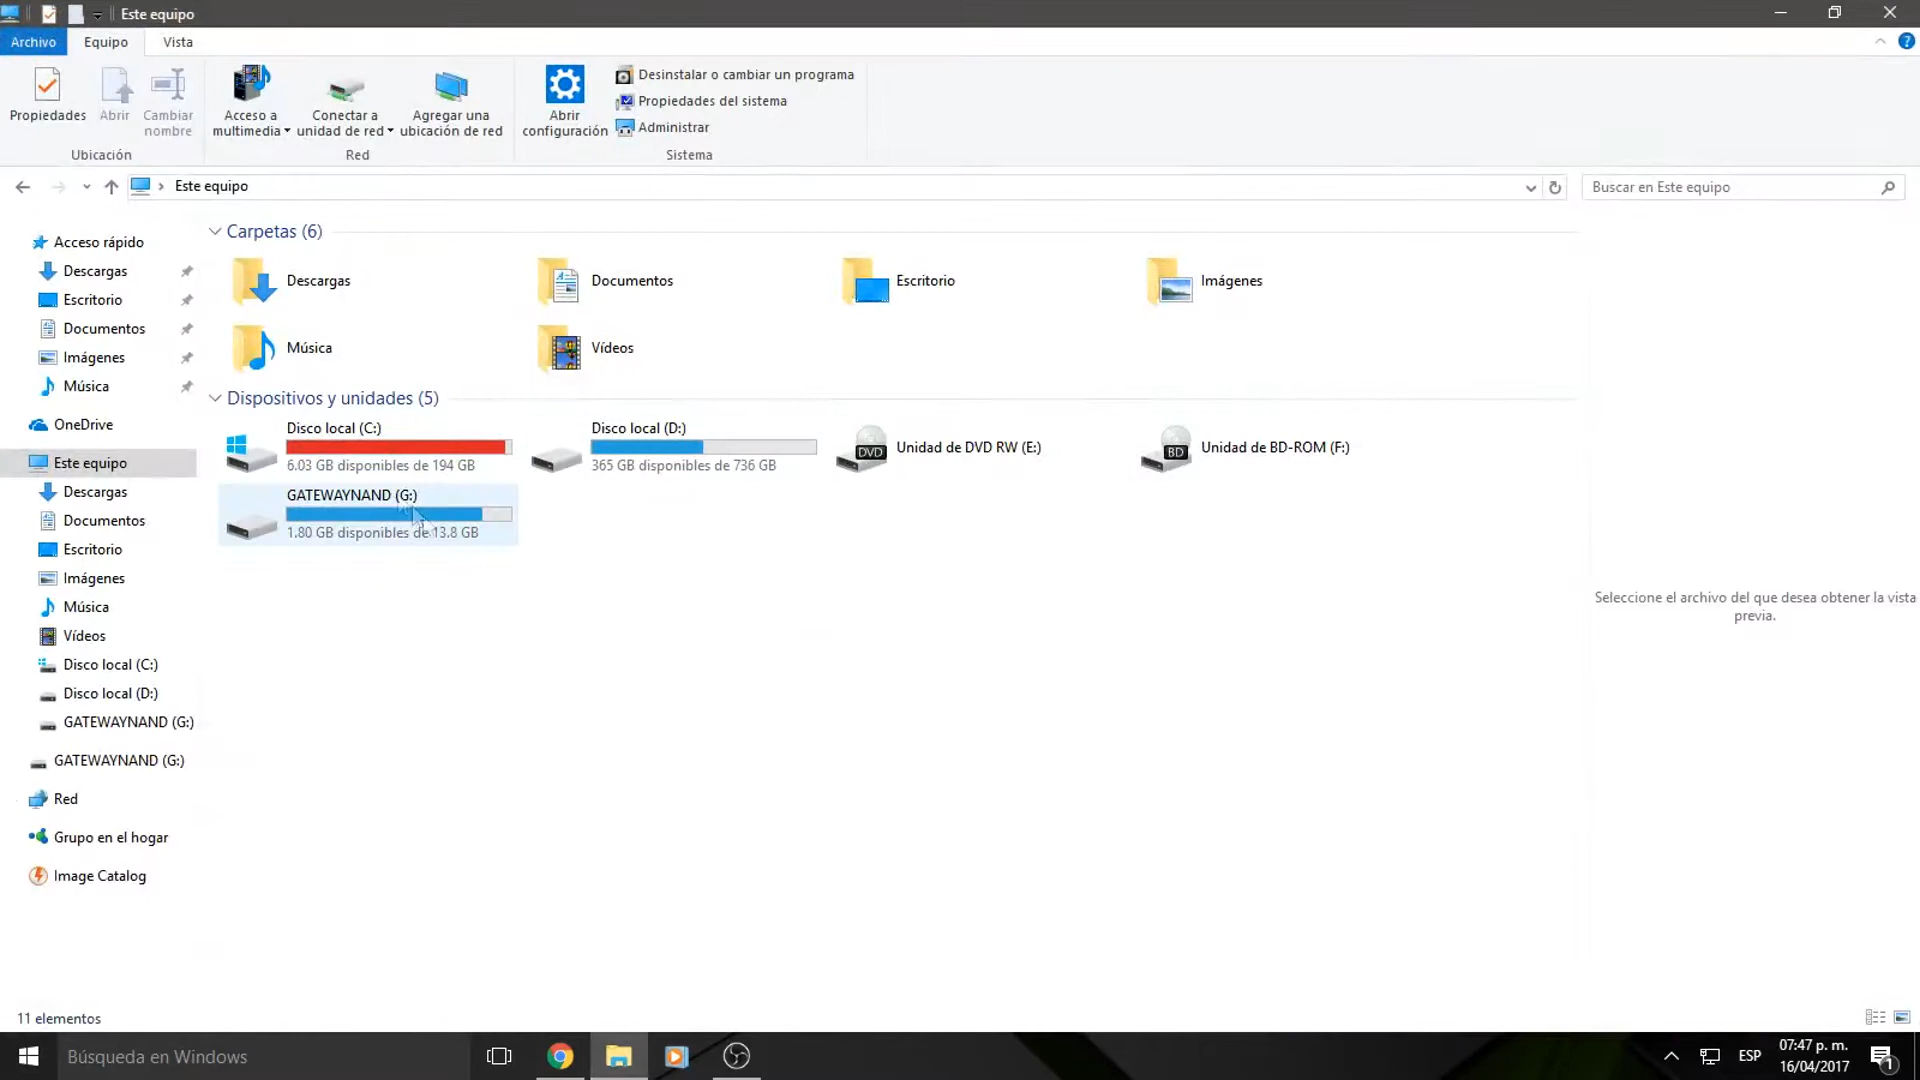 Este equipo
Archivo
Equipo
Vista
Propiedades
Abrir
Cambiar
nombre
Ubicación
Acceso a
multimedia
Conectar a
unidad de red
Agregar una
ubicación de red
Red
Abrir
configuración
Desinstalar o cambiar un programa
Propiedades del sistema
Administrar
Sistema
Este equipo
Buscar en Este equipo
Acceso rápido
Descargas
Escritorio
Documentos
Imágenes
Música
OneDrive
Este equipo
Descargas
Documentos
Escritorio
Imágenes
Música
Vídeos
Disco local (C:)
Disco local (D:)
GATEWAYNAND (G:)
GATEWAYNAND (G:)
Red
Grupo en el hogar
Image Catalog
Carpetas (6)
Descargas
Documentos
Escritorio
Imágenes
Música
Vídeos
Dispositivos y unidades (5)
Disco local (C:)
6.03 GB disponibles de 194 GB
Disco local (D:)
365 GB disponibles de 736 GB
DVD
Unidad de DVD RW (E:)
BD
Unidad de BD-ROM (F:)
GATEWAYNAND (G:)
1.80 GB disponibles de 13.8 GB
Seleccione el archivo del que desea obtener la vista
previa.
11 elementos
Búsqueda en Windows
ESP
07:47 p. m.
16/04/2017
1